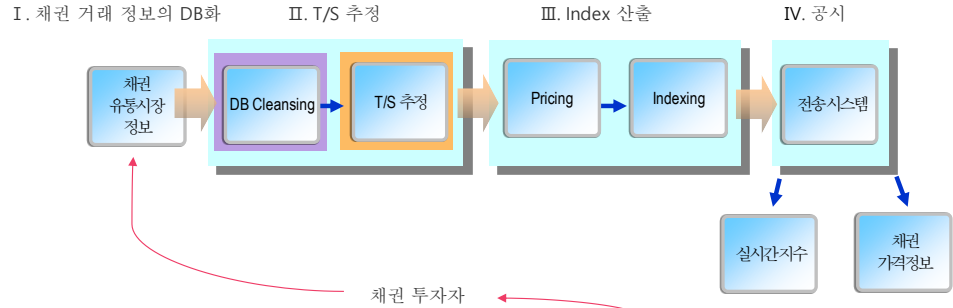 Ⅰ. 채권 거래 정보의 DB화
Ⅱ. T/S 추정
Ⅲ. Index 산출
Ⅳ. 공시
채권
유통시장
정보
DB Cleansing
T/S 추정
Pricing
Indexing
전송시스템
실시간지수
채권
가격정보
채권 투자자